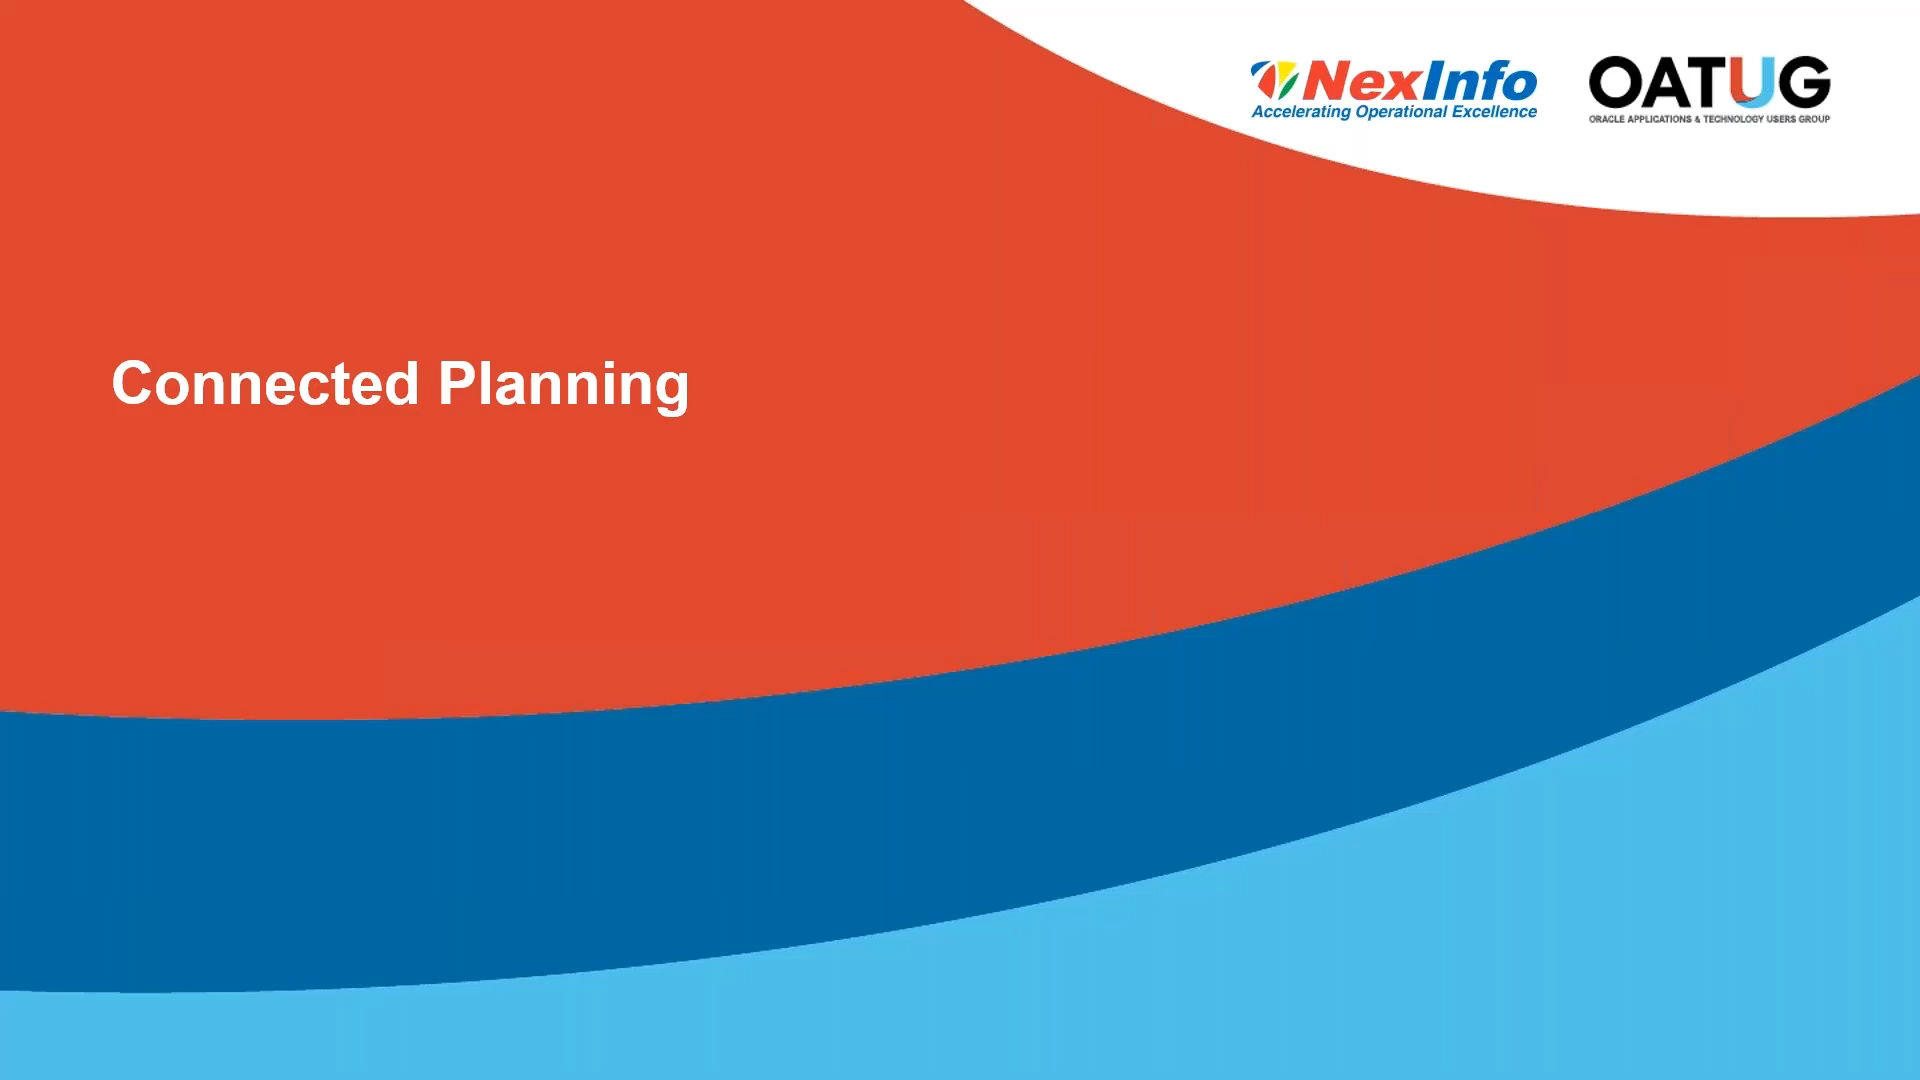 NexInfo
Accelerating Operational Excellence
OATUG
ORACLE APPLICATIONS & TECHNOLOGY USERS GROUP
Connected Planning